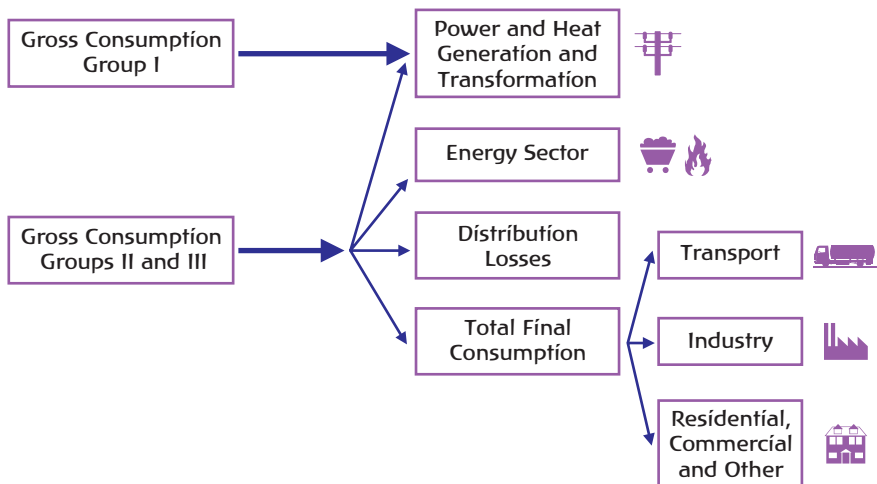 Gross Consumption
Group I
Power and Heat
Generation and
Transformation
Energy Sector
Gross Consumption
Groups II and III
Distribution
Losses
Total Final
Consumption
Transport
Industry
Residential,
Commercial
and Other